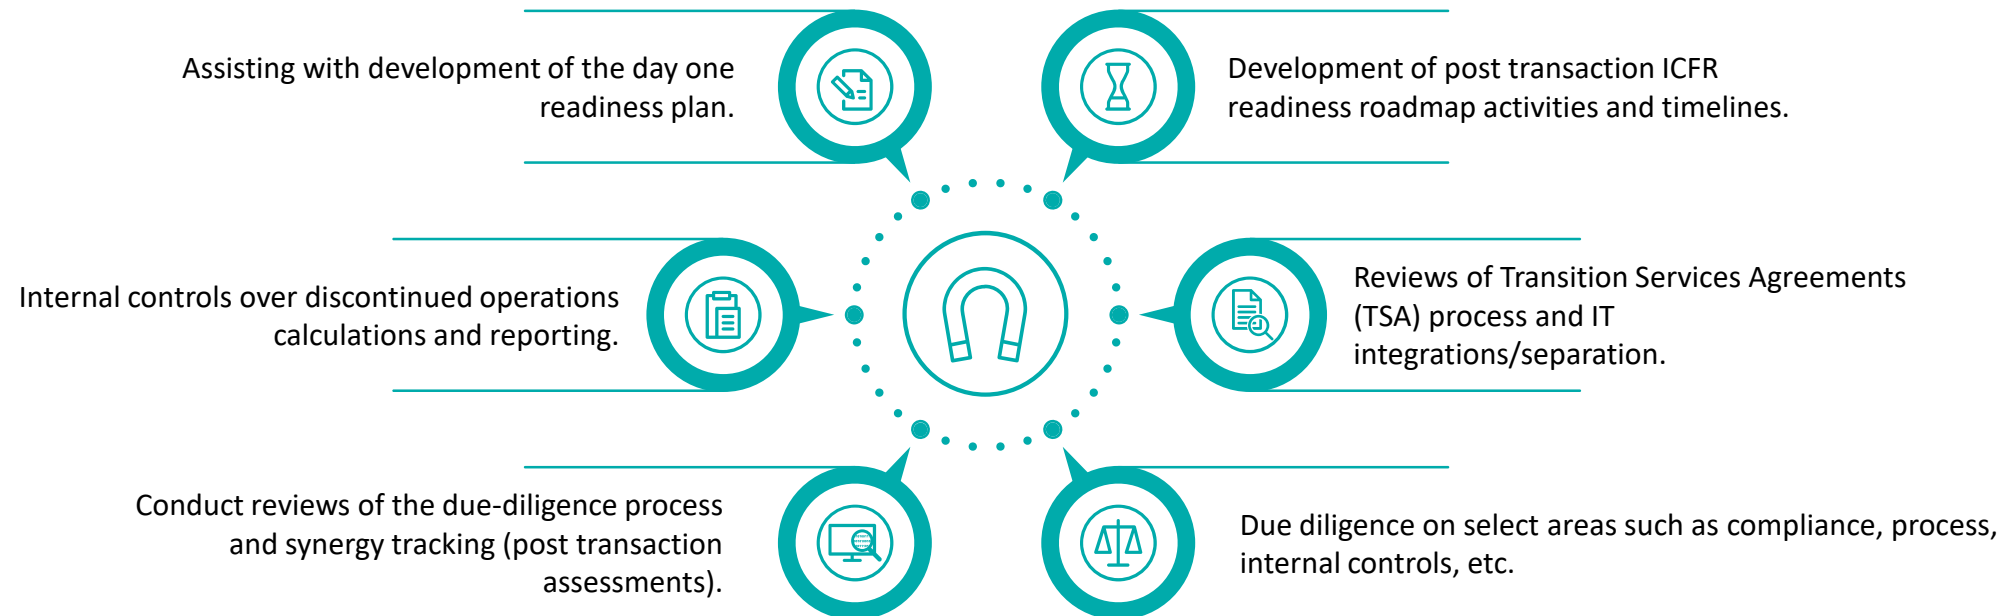 Assisting with development of the day one
readiness plan.
Development of post transaction ICFR
readiness roadmap activities and timelines.
Internal controls over discontinued operations
calculations and reporting.
Reviews of Transition Services Agreements
(TSA) process and IT
integrations/separation.
Conduct reviews of the due-diligence process
and synergy tracking (post transaction
assessments).
Due diligence on select areas such as compliance, process,
internal controls, etc.